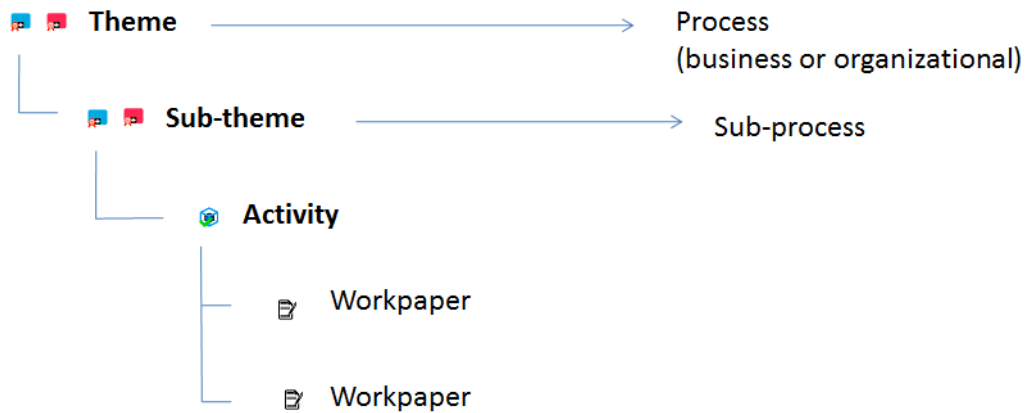 Theme
Process
(business or organizational)
Sub-theme
Sub-process
Activity
Workpaper
Workpaper